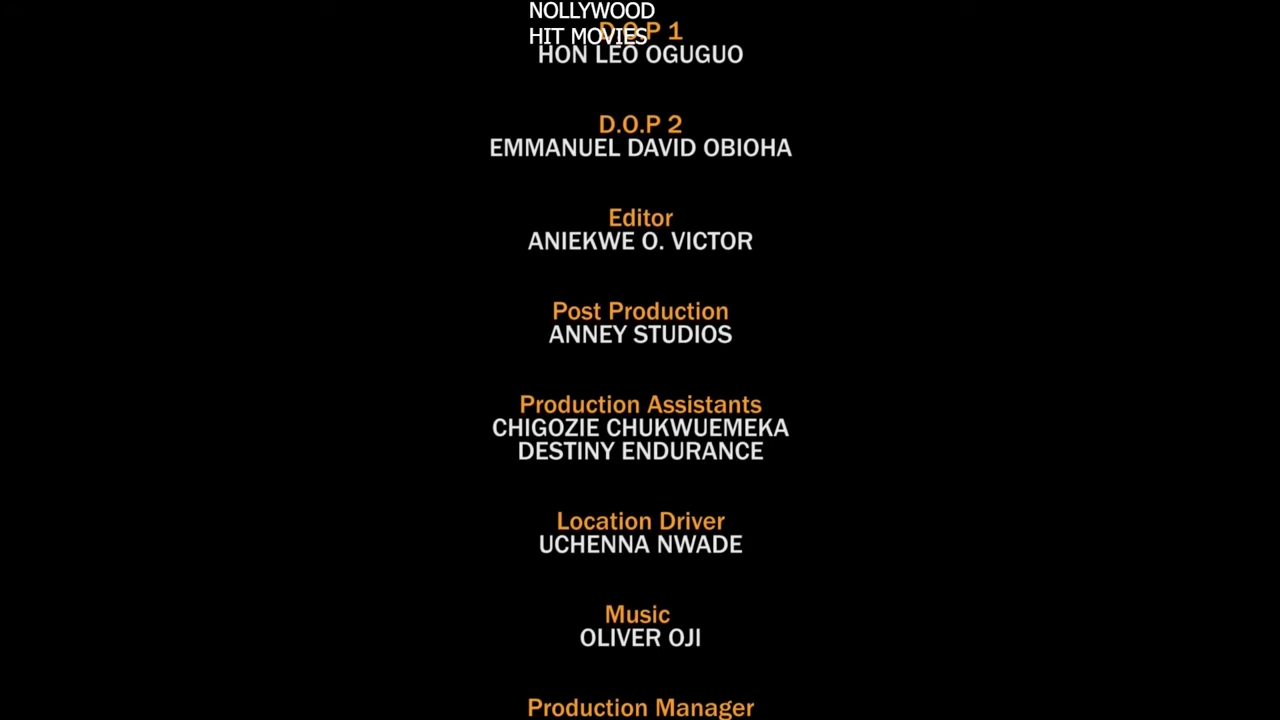 NOLLYWOOD
HIT MOVIES
D.O.P 1
HON LEO OGUGUO
D.O.P 2
EMMANUEL DAVID OBIOHA
Editor
ANIEKWE O. VICTOR
Post Production
ANNEY STUDIOS
Production Assistants
CHIGOZIE CHUKWUEMEKA
DESTINY ENDURANCE
Location Driver
UCHENNA NWADE
Music
OLIVER OJI
Production Manager